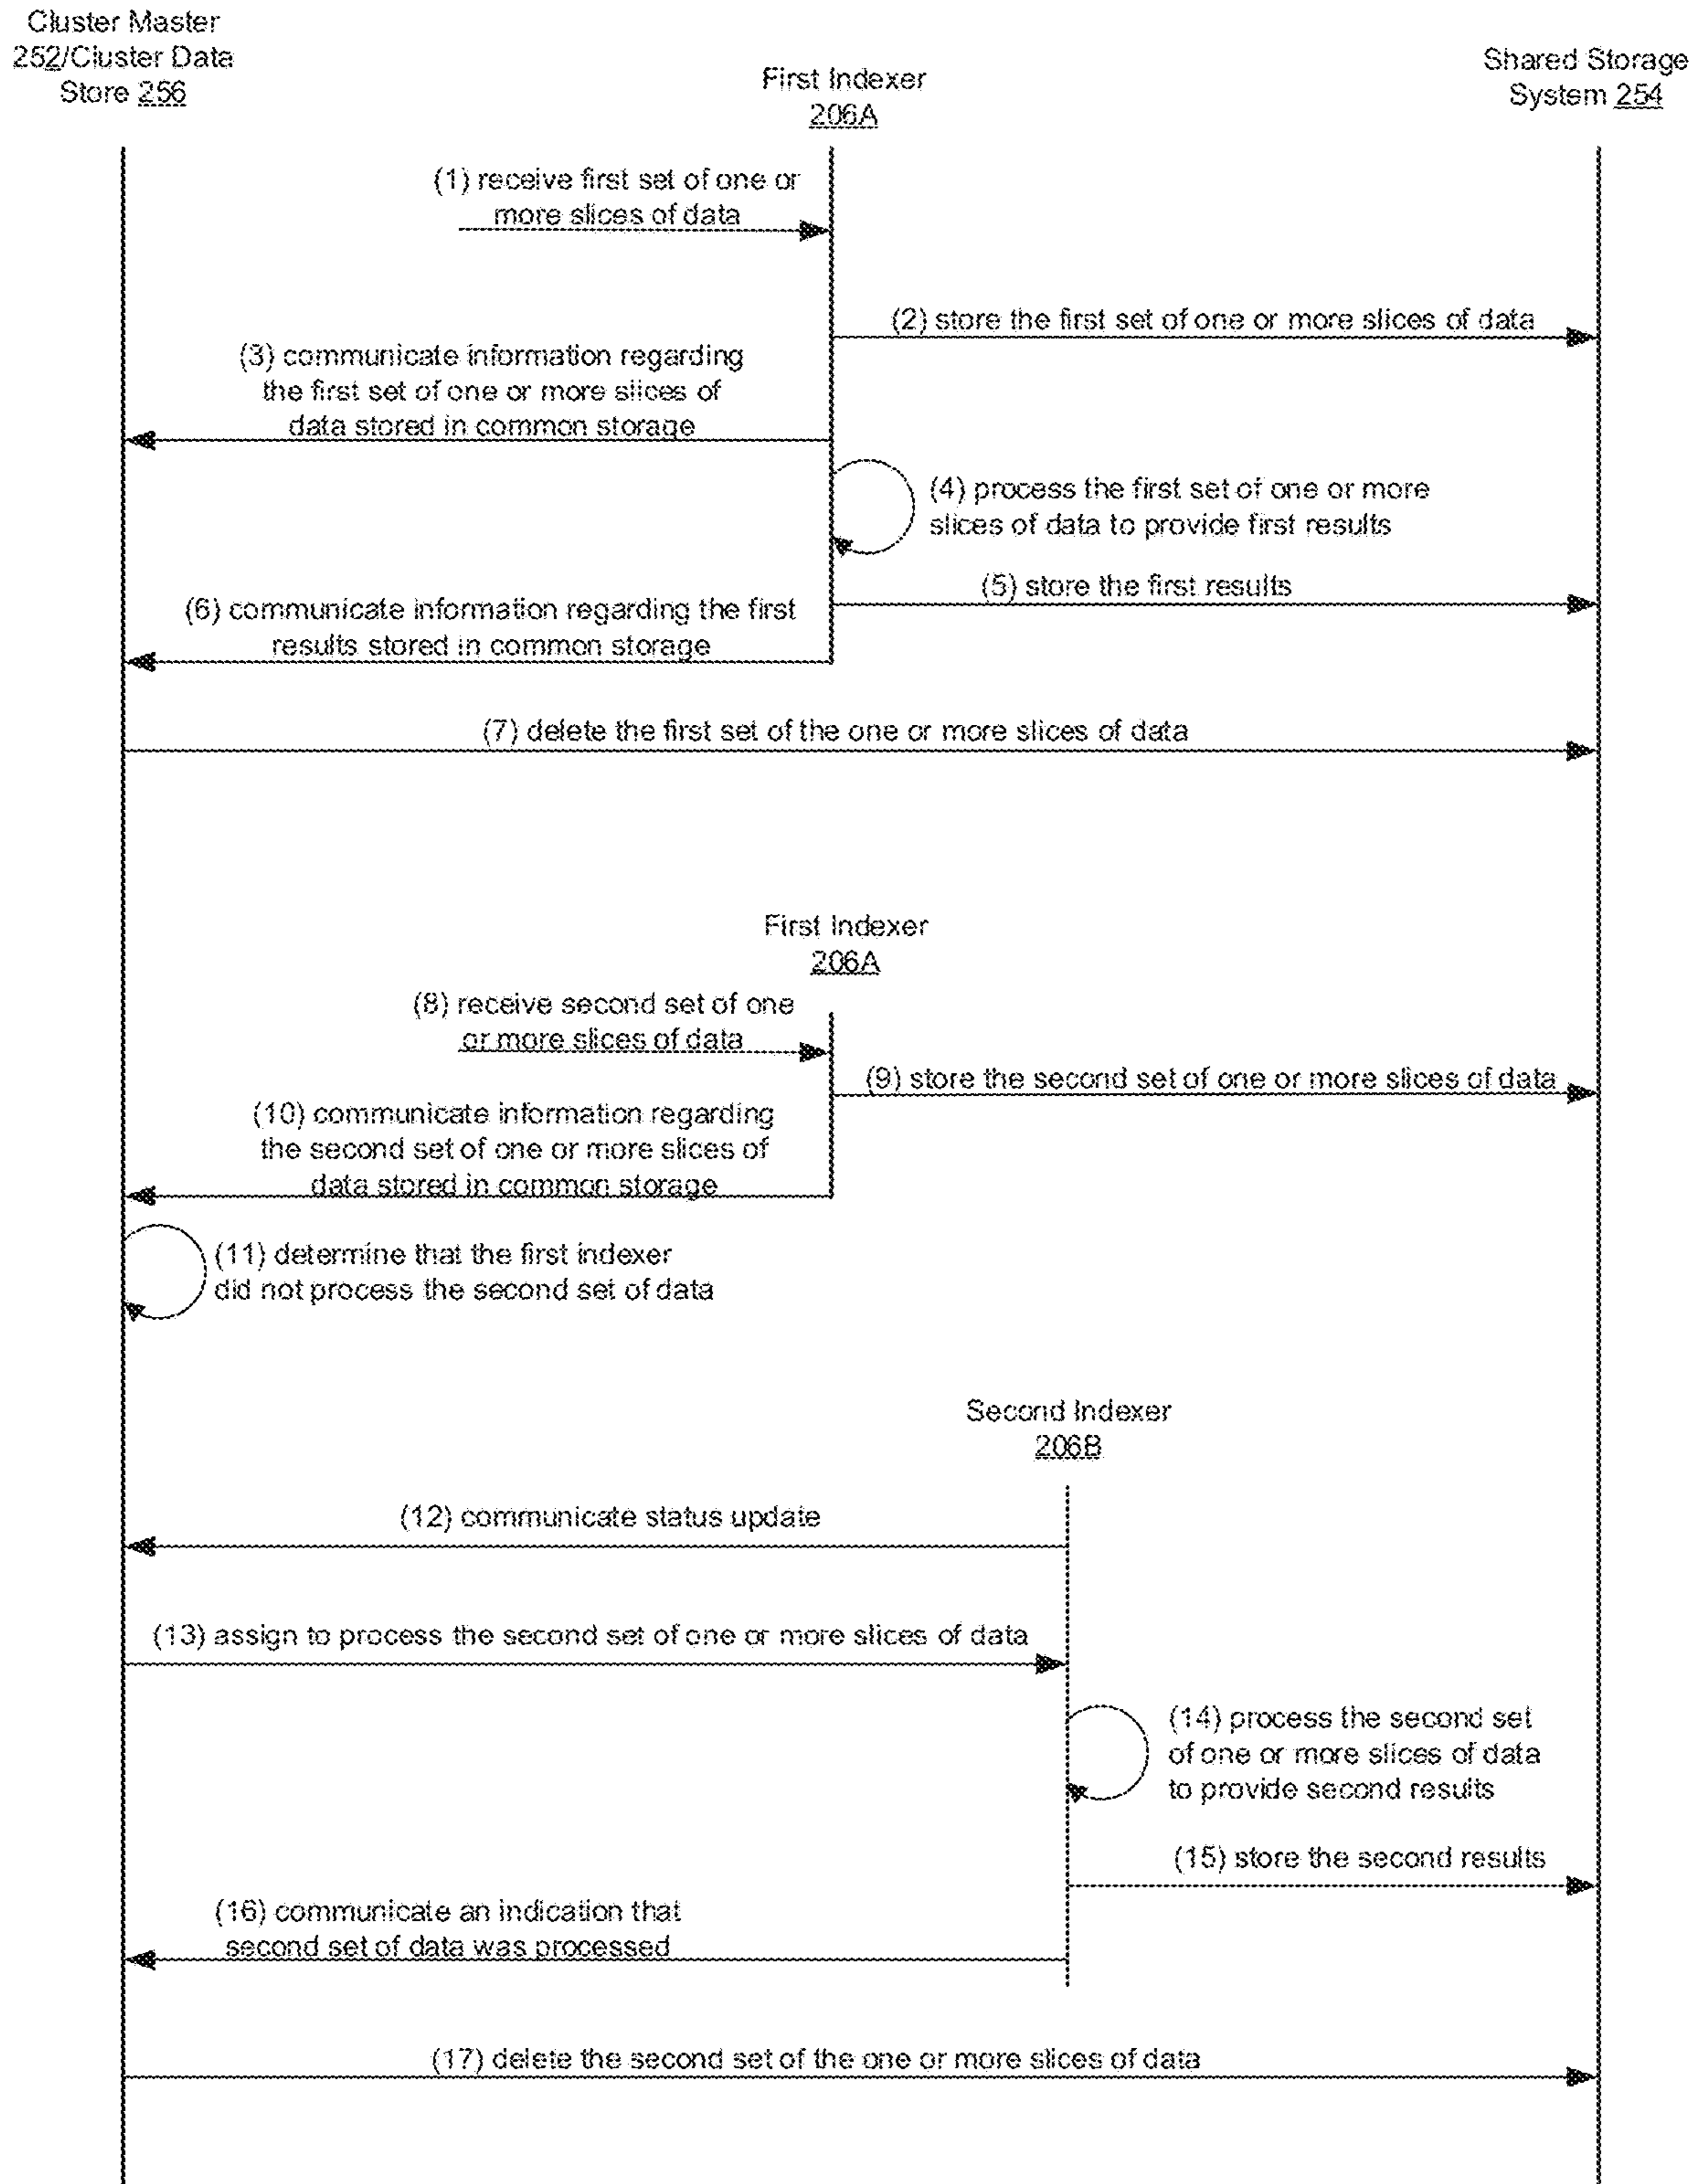 Cluster Master
252/Cluster Data
Store 256
First Indexer
206A
Shared Storage
System 254
(1) receive first set of one or
more slices of data
(2) store the first set of one or more slices of data
(3) communicate information regarding
the first set of one or more slices of
data stored in common storage
(4) process the first set of one or more
slices of data to provide first results
(5) store the first results
(6) communicate information regarding the first
results stored in common storage
(7) delete the first set of the one or more slices of data
First Indexer
206A
(8) receive second set of one
or more slices of data
(9) store the second set of one or more slices of data
(10) communicate information regarding
the second set of one or more slices of
data stored in common storage
(11) determine that the first indexer
did not process the second set of data
Second Indexer
206B
(12) communicate status update
(13) assign to process the second set of one or more slices of data
(14) process the second set
of one or more slices of data
to provide second results
(15) store the second results
(16) communicate an indication that
second set of data was processed
(17) delete the second set of the one or more slices of data